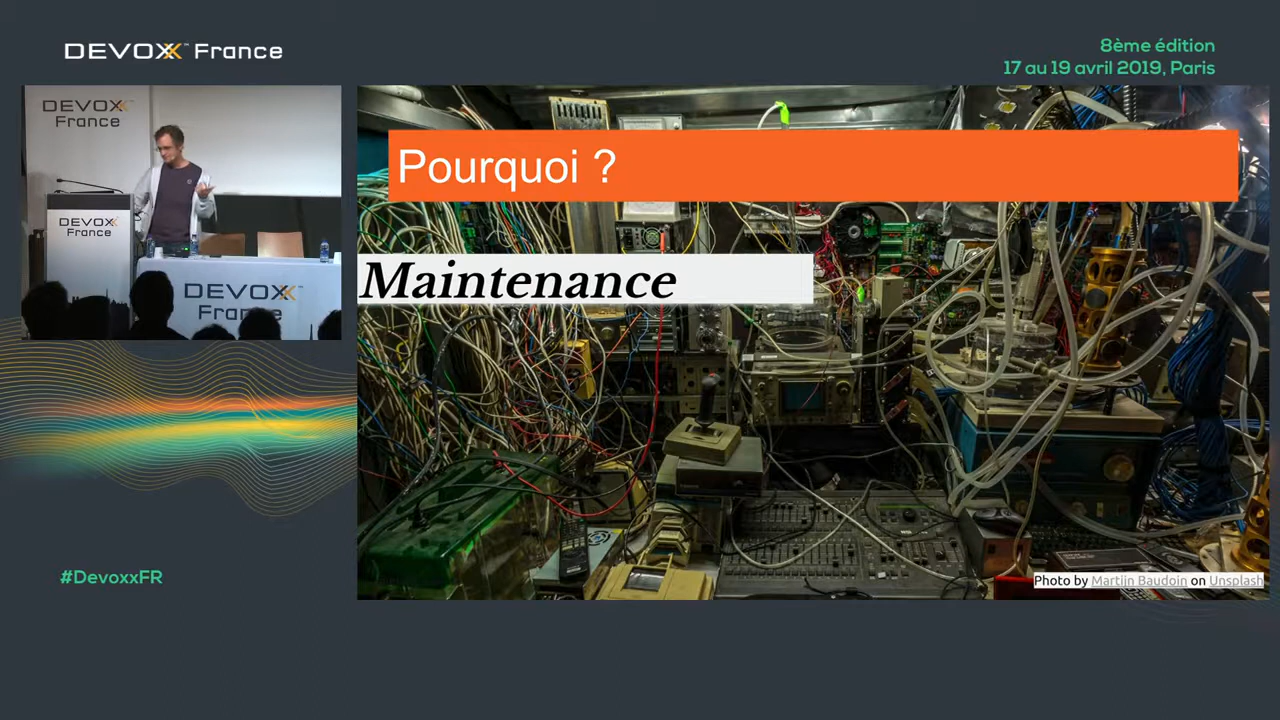 DEVOXX™ France
8ème édition
17 au 19 avril 2019, Paris
DEVOXX
France
DEVOXX
France
DEVOXX
France
Pourquoi ?
Maintenance
Photo by Martijn Baudoin on Unsplash
#DevoxxFR